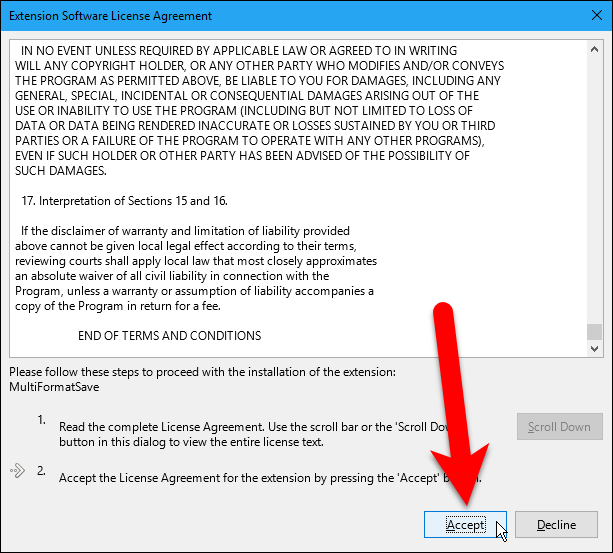 Extension Software License Agreement
IN NO EVENT UNLESS REQUIRED BY APPLICABLE LAW OR AGREED TO IN WRITING
WILL ANY COPYRIGHT HOLDER, OR ANY OTHER PARTY WHO MODIFIES AND/OR CONVEYS
THE PROGRAM AS PERMITTED ABOVE, BE LIABLE TO YOU FOR DAMAGES, INCLUDING ANY
GENERAL, SPECIAL, INCIDENTAL OR CONSEQUENTIAL DAMAGES ARISING OUT OF THE
USE OR INABILITY TO USE THE PROGRAM (INCLUDING BUT NOT LIMITED TO LOSS OF
DATA OR DATA BEING RENDERED INACCURATE OR LOSSES SUSTAINED BY YOU OR THIRD
PARTIES OR A FAILURE OF THE PROGRAM TO OPERATE WITH ANY OTHER PROGRAMS),
EVEN IF SUCH HOLDER OR OTHER PARTY HAS BEEN ADVISED OF THE POSSIBILITY OF
SUCH DAMAGES.
17. Interpretation of Sections 15 and 16.
If the disclaimer of warranty and limitation of liability provided
above cannot be given local legal effect according to their terms,
reviewing courts shall apply local law that most closely approximates
an absolute waiver of all civil liability in connection with the
Program, unless a warranty or assumption of liability accompanies a
copy of the Program in return for a fee.
END OF TERMS AND CONDITIONS
Please follow these steps to proceed with the installation of the extension:
MultiFormatSave
1. Read the complete License Agreement. Use the scroll bar or the 'Scroll
button in this dialog to view the entire license text.
Scroll Down
2. Accept the License Agreement for the extension by pressing the 'Accept'
Accept
Decline